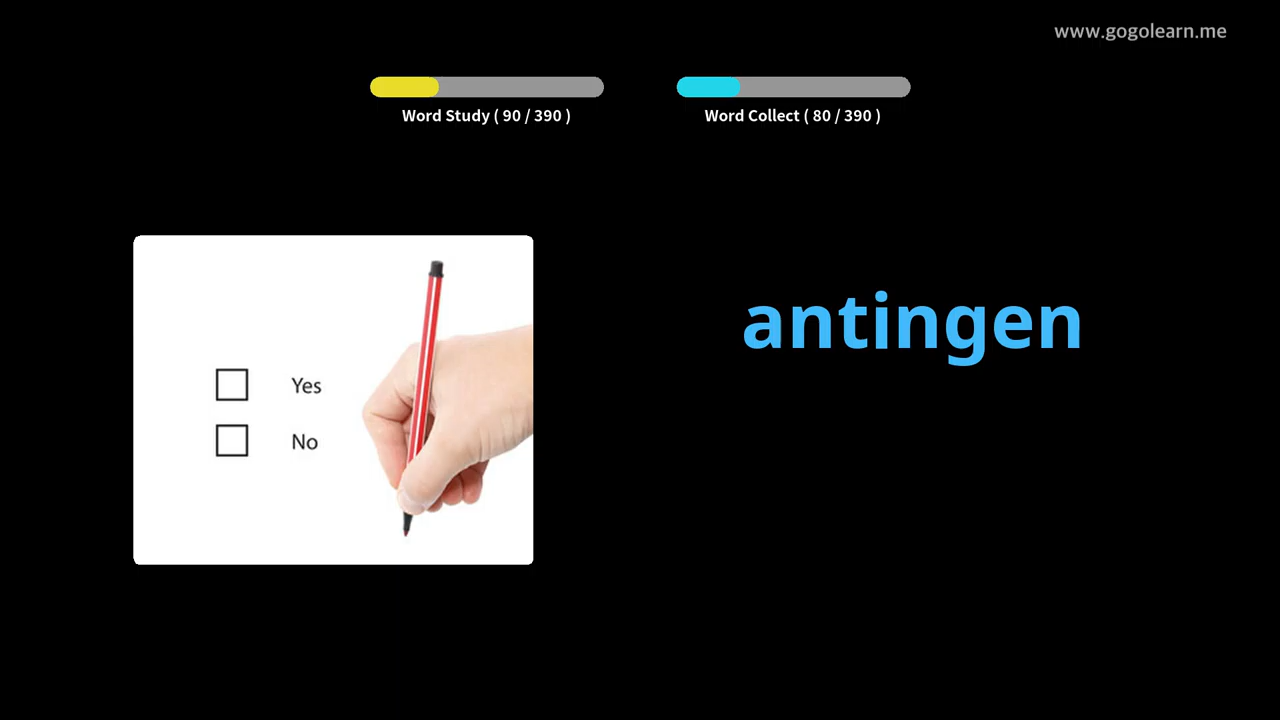 www.gogolearn.me
Word Study ( 90 / 390 )
Word Collect ( 80 / 390 )
antingen
Yes
No